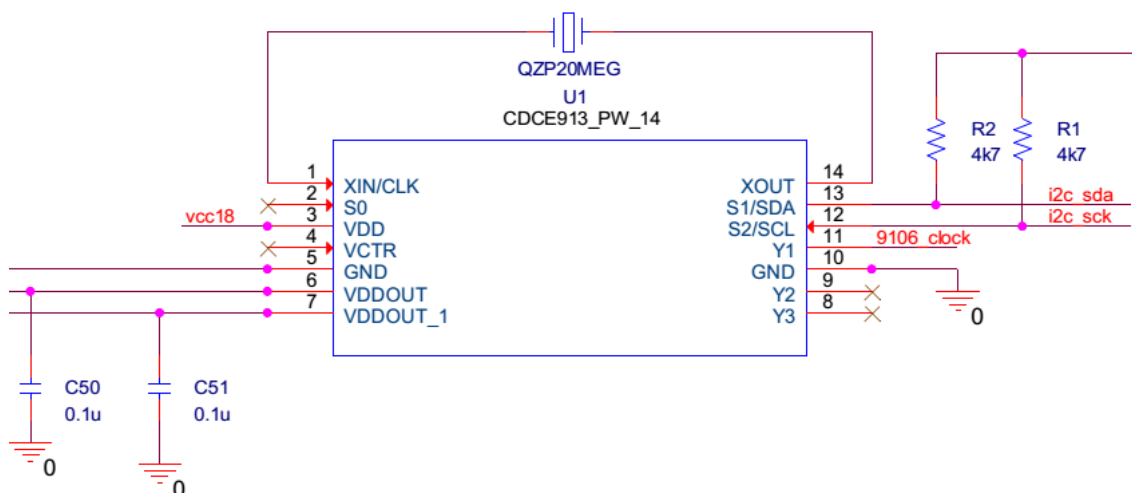 QZP20MEG
U1
CDCE913_PW_14
R2
4k7
R1
4k7
1
XIN/CLK
XOUT
14
2
S0
S1/SDA
13
i2c_sda
vcc18
3
VDD
S2/SCL
12
i2c_sck
4
VCTR
Y1
11
9106_clock
5
GND
GND
10
0
6
VDDOUT
Y2
9
7
VDDOUT_1
Y3
8
C50
0.1u
0
C51
0.1u
0